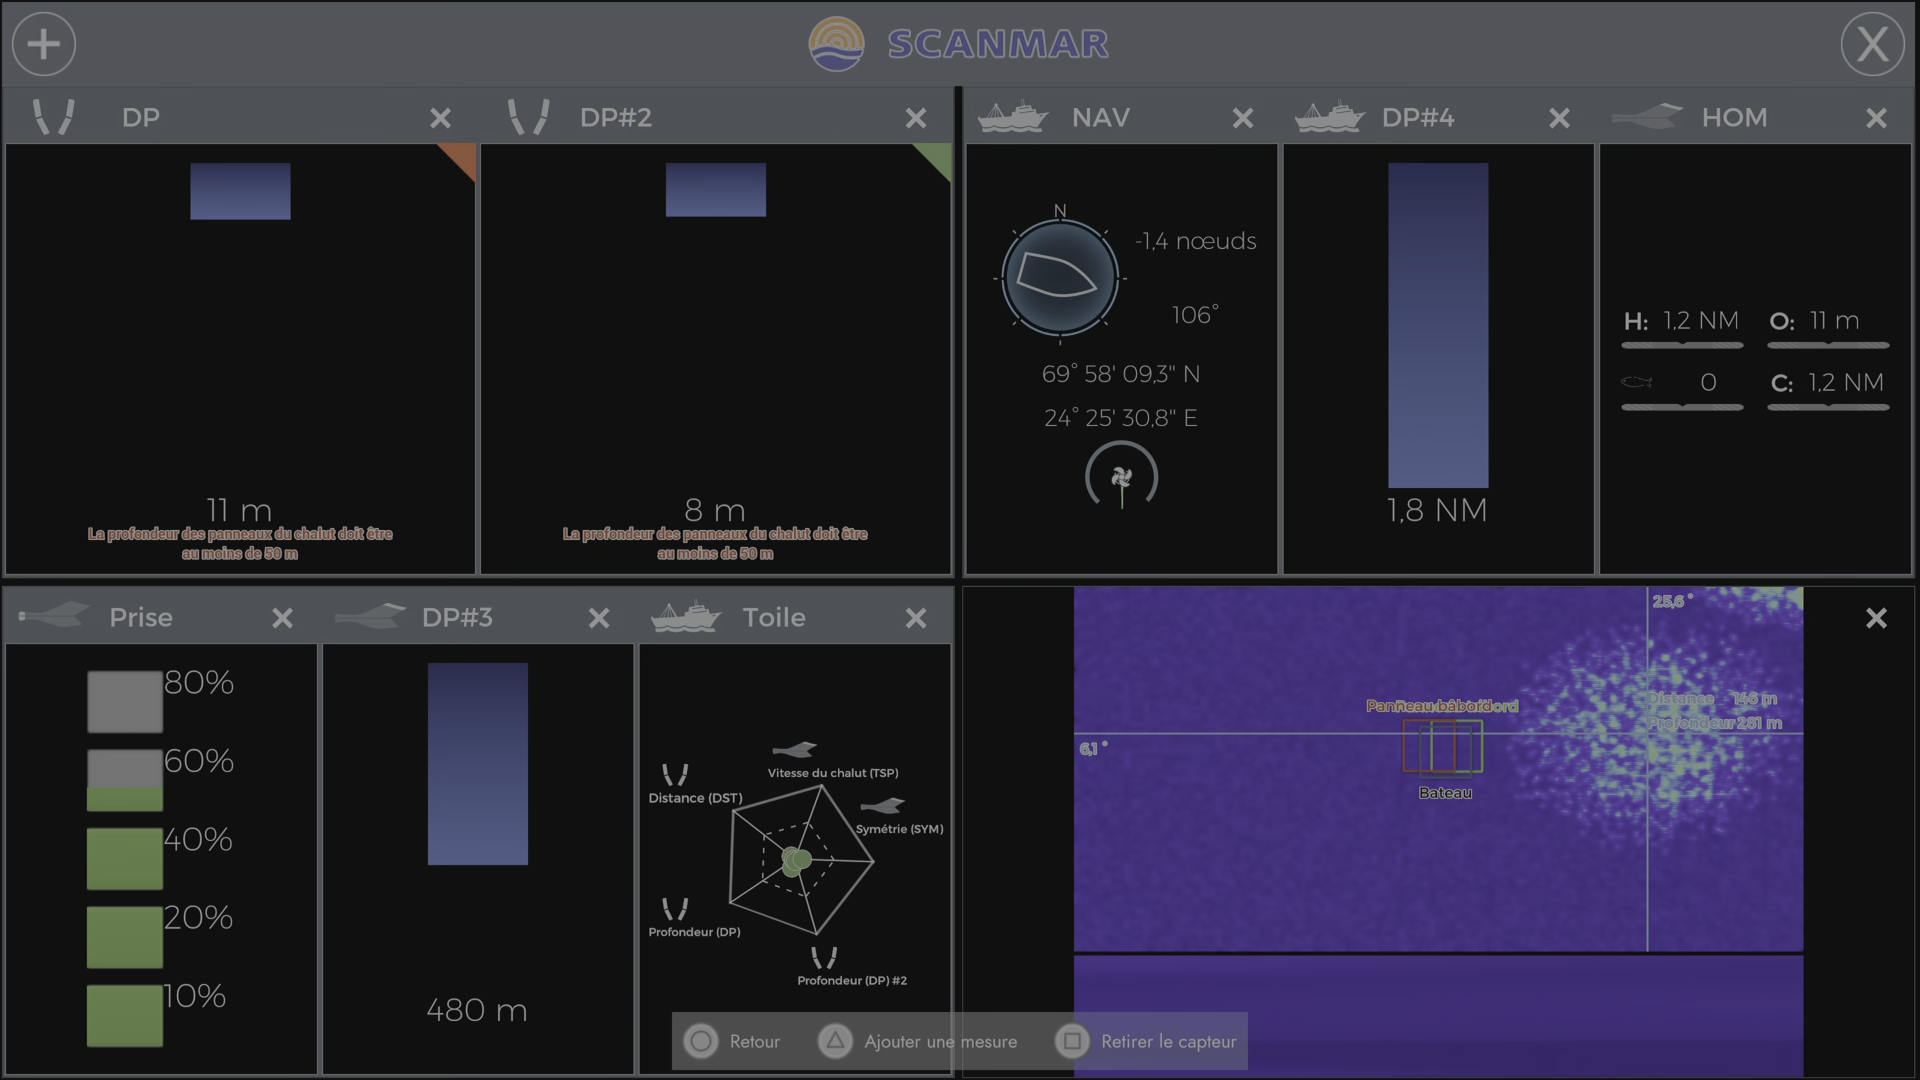 SCANMAR
X
DP
DP#2
NAV
DP#4
HOM
11 m
La profondeur des panneaux du chalut doit être
au moins de 50 m
8 m
La profondeur des panneaux du chalut doit être
au moins de 50 m
N
-1,4 nœuds
106°
69° 58' 09,3" N
24° 25' 30,8" E
1,8 NM
H: 1,2 NM
O: 11 m
0
C: 1,2 NM
Prise
DP#3
Toile
80%
60%
40%
20%
10%
480 m
Vitesse du chalut (TSP)
Distance (DST)
Symétrie (SYM)
Profondeur (DP)
Profondeur (DP) #2
25,6 °
Distance 146 m
Profondeur 281 m
6,1 °
Bateau
Retour
Ajouter une mesure
Retirer le capteur